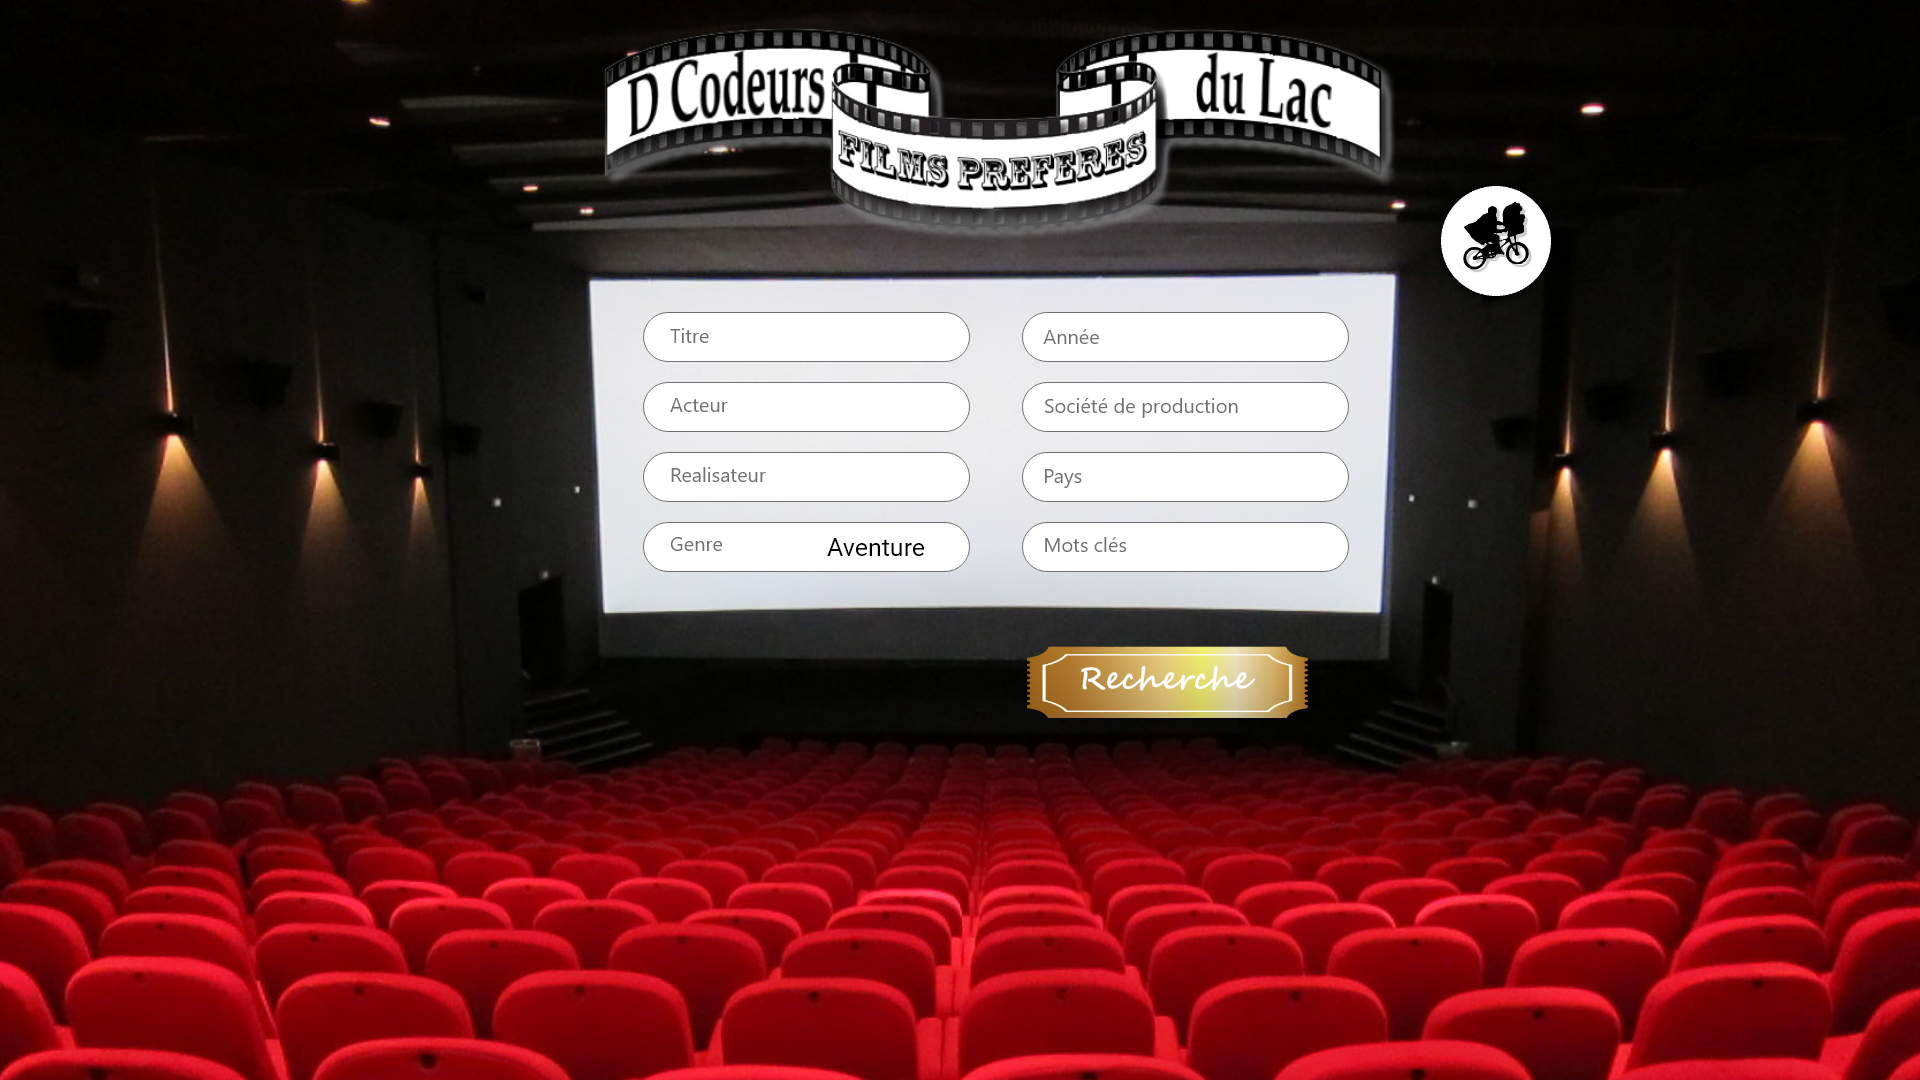 D Codeurs
du Lac
FILMS PREFERES
Titre
Année
Acteur
Société de production
Realisateur
Pays
Genre
Aventure
Mots clés
Recherche